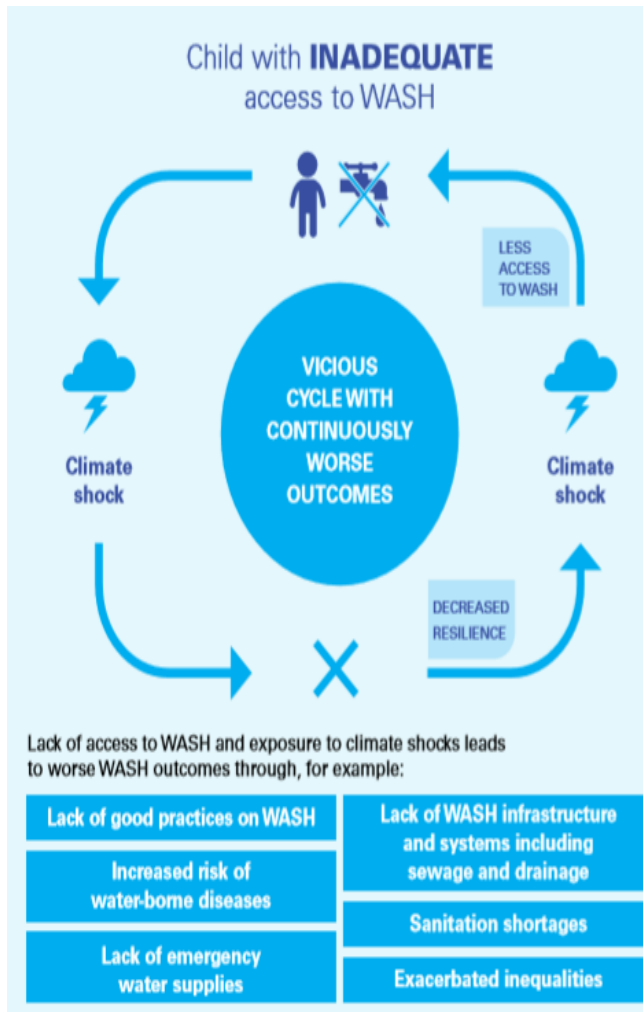 Child with INADEQUATE
access to WASH
LESS
ACCESS
TO WASH
VICIOUS
CYCLE WITH
CONTINUOUSLY
WORSE
OUTCOMES
Climate
shock
Climate
shock
DECREASED
RESILIENCE
Lack of access to WASH and exposure to climate shocks leads
to worse WASH outcomes through, for example:
Lack of good practices on WASH
Increased risk of
water-borne diseases
Lack of emergency
water supplies
Lack of WASH infrastructure
and systems including
sewage and drainage
Sanitation shortages
Exacerbated inequalities